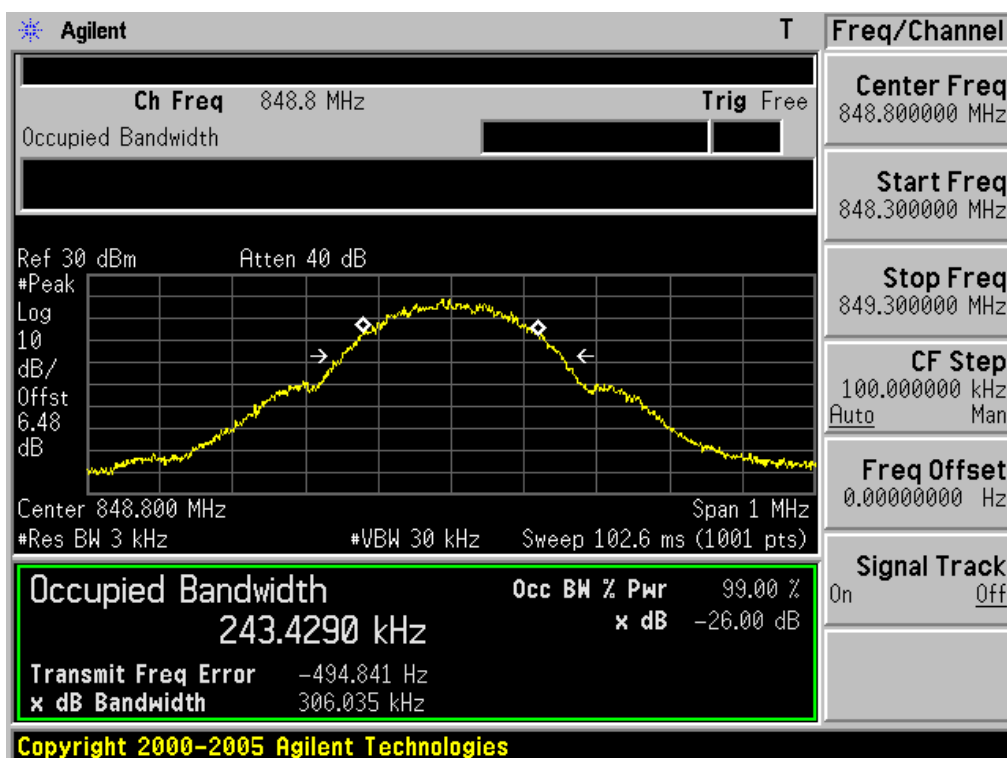 Agilent T
Ch Freq 848.8 MHz Trig Free
Occupied Bandwidth
Ref 30 dBm Atten 40 dB
#Peak
Log
10
dB/
Offst
6.48
dB
Center 848.800 MHz Span 1 MHz
#Res BW 3 kHz #VBW 30 kHz Sweep 102.6 ms (1001 pts)
Occupied Bandwidth Occ BW % Pwr 99.00 %
243.4290 kHz x dB -26.00 dB
Transmit Freq Error -494.841 Hz
x dB Bandwidth 306.035 kHz
Copyright 2000-2005 Agilent Technologies
Freq/Channel
Center Freq
848.800000 MHz
Start Freq
848.300000 MHz
Stop Freq
849.300000 MHz
CF Step
100.000000 kHz
Auto Man
Freq Offset
0.00000000 Hz
Signal Track
On Off